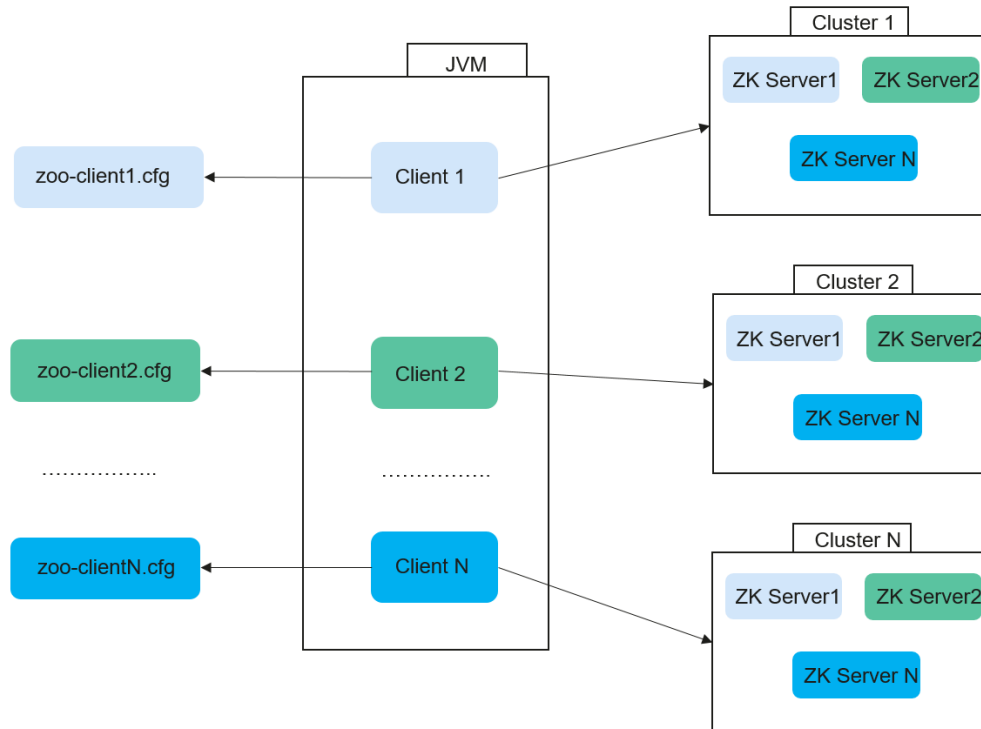 JVM
zoo-client1.cfg
Client 1
zoo-client2.cfg
Client 2
.................
................
zoo-clientN.cfg
Client N
Cluster 1
ZK Server1
ZK Server2
ZK Server N
Cluster 2
ZK Server1
ZK Server2
ZK Server N
Cluster N
ZK Server1
ZK Server2
ZK Server N